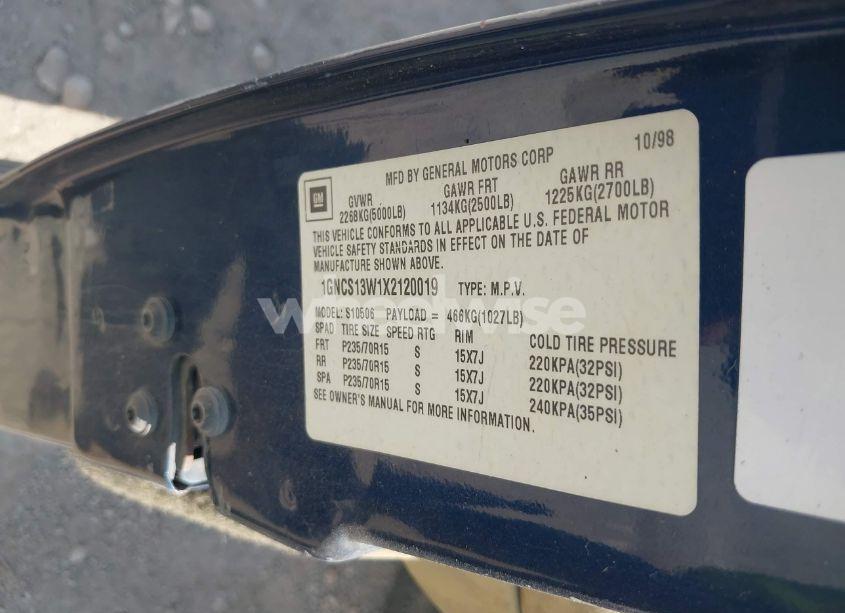 10/98
MFD BY GENERAL MOTORS CORP
GM
GVWR GAWR FRT GAWR RR
2268KG(5000LB) 1134KG(2500LB) 1225KG(2700LB)
THIS VEHICLE CONFORMS TO ALL APPLICABLE U.S. FEDERAL MOTOR
VEHICLE SAFETY STANDARDS IN EFFECT ON THE DATE OF
MANUFACTURE SHOWN ABOVE.
1GNCS13W1X2120019 TYPE: M.P.V.
wheelwise
MODEL: S10506 PAYLOAD = 466KG(1027LB)
SPAD TIRE SIZE SPEED RTG RIM COLD TIRE PRESSURE
FRT P235/70R15 S 15X7J 220KPA(32PSI)
RR P235/70R15 S 15X7J 220KPA(32PSI)
SPA P235/70R15 S 15X7J 240KPA(35PSI)
SEE OWNER'S MANUAL FOR MORE INFORMATION.